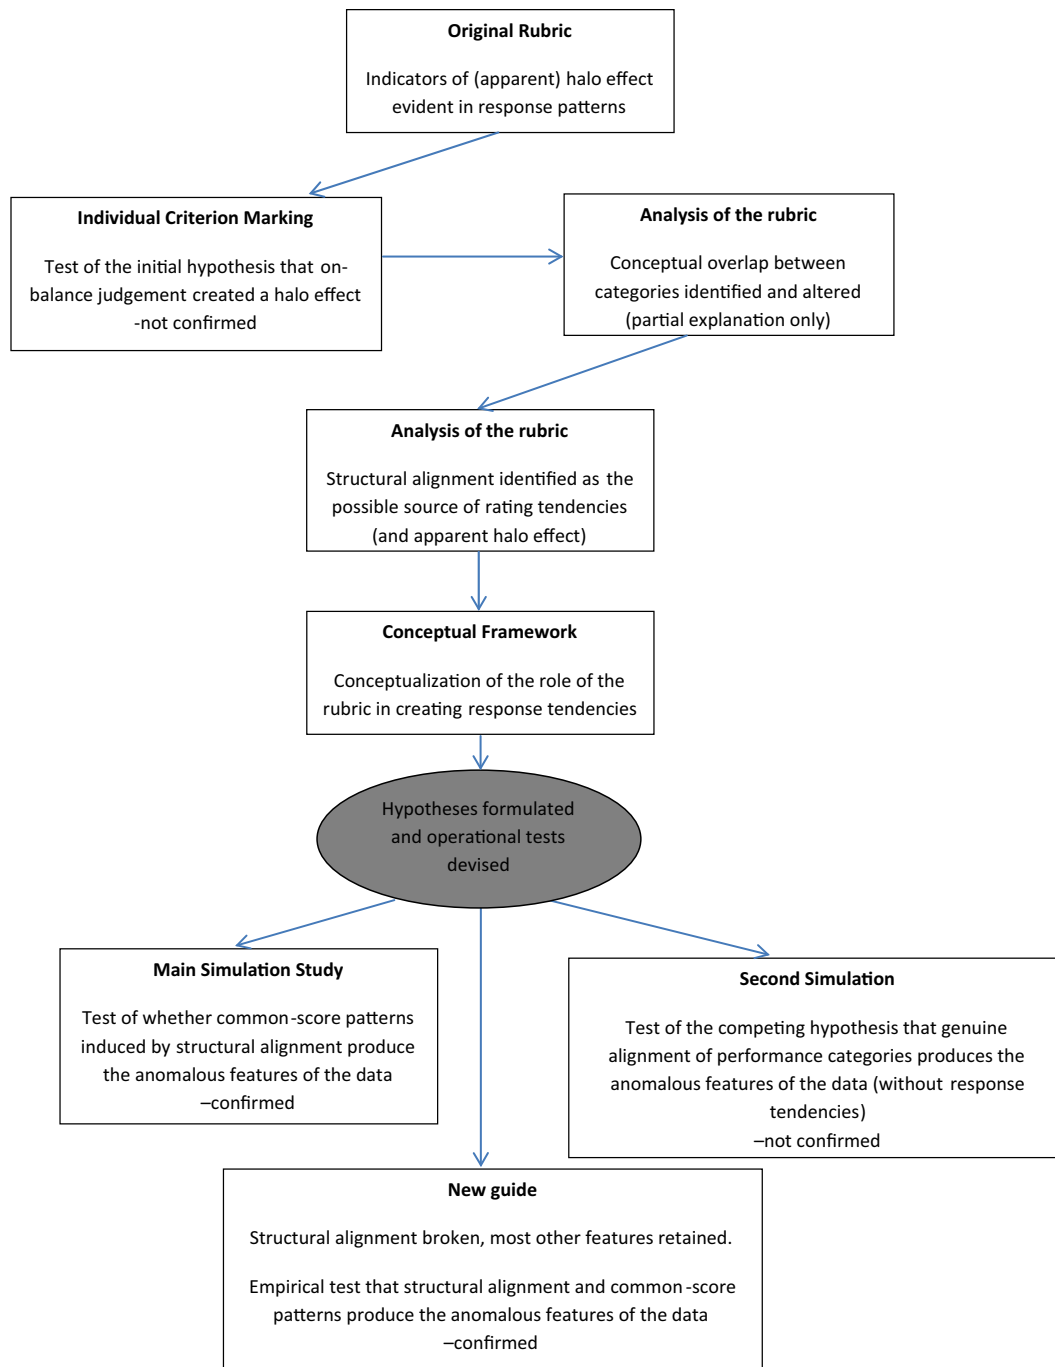 Original Rubric
Indicators of (apparent) halo effect
evident in response patterns
Individual Criterion Marking
Test of the initial hypothesis that on-
balance judgement created a halo effect
-not confirmed
Analysis of the rubric
Conceptual overlap between
categories identified and altered
(partial explanation only)
Analysis of the rubric
Structural alignment identified as the
possible source of rating tendencies
(and apparent halo effect)
Conceptual Framework
Conceptualization of the role of the
rubric in creating response tendencies
Hypotheses formulated
and operational tests
devised
Main Simulation Study
Test of whether common-score patterns
induced by structural alignment produce
the anomalous features of the data
–confirmed
Second Simulation
Test of the competing hypothesis that genuine
alignment of performance categories produces the
anomalous features of the data (without response
tendencies)
–not confirmed
New guide
Structural alignment broken, most other features retained.
Empirical test that structural alignment and common-score
patterns produce the anomalous features of the data
–confirmed